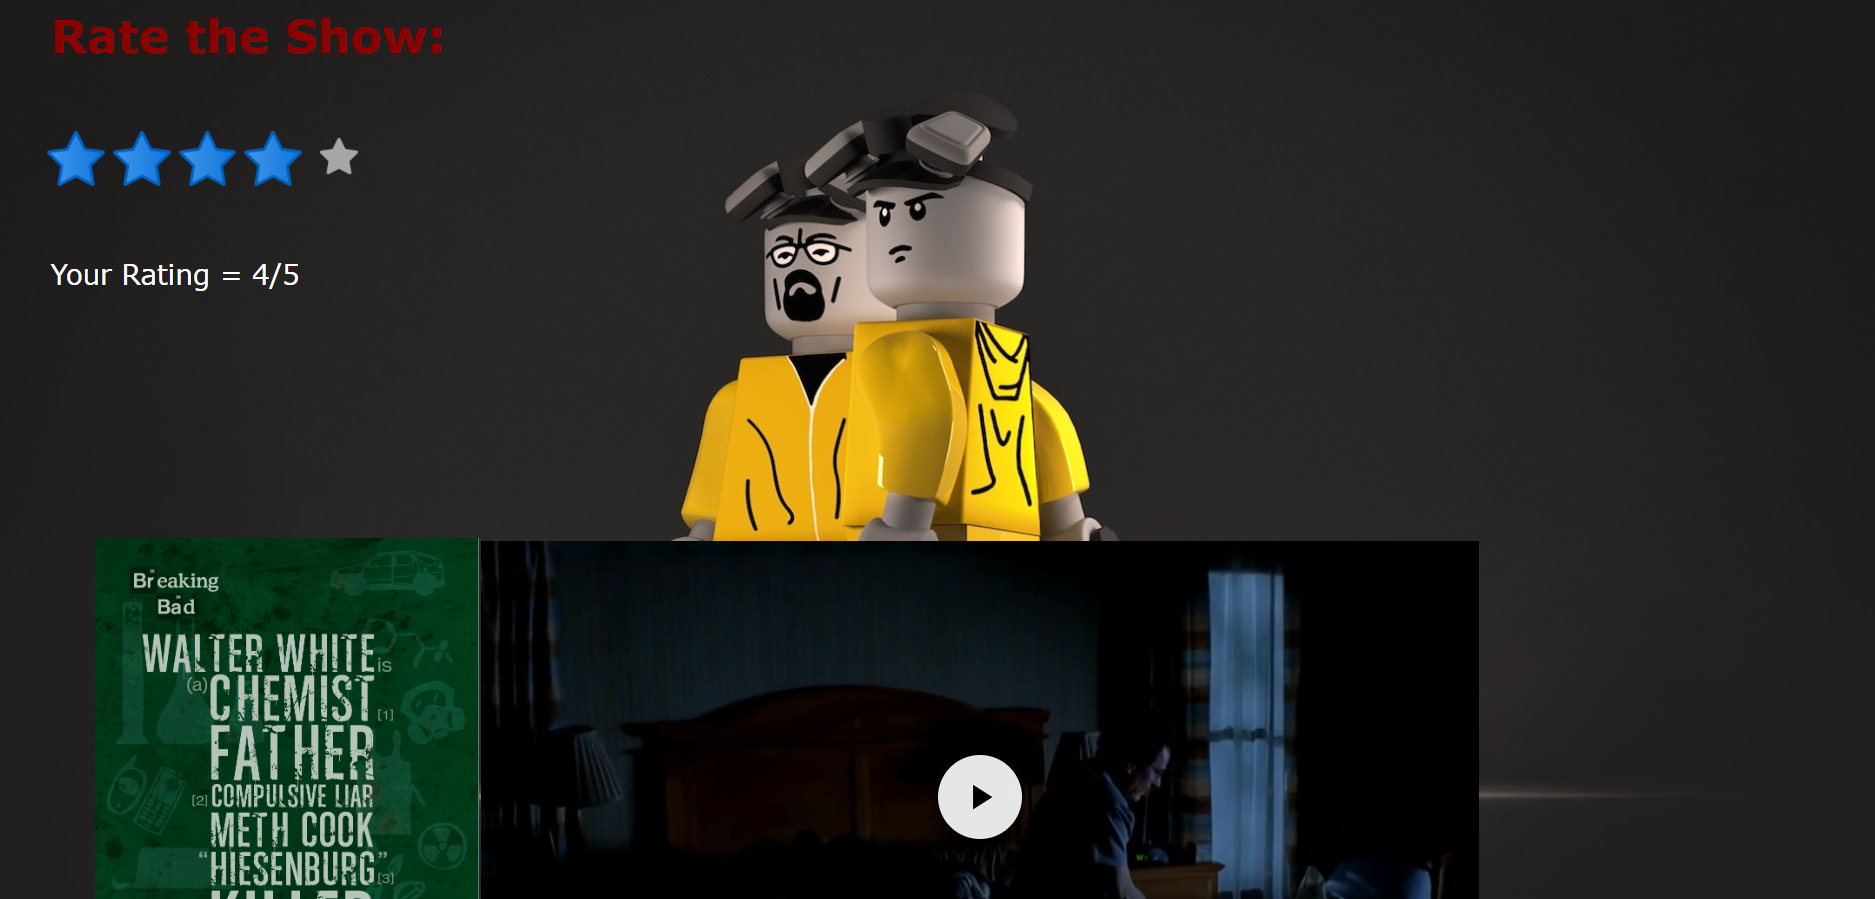 Rate the Show:
Your Rating = 4/5
Breaking
Bad
WALTER WHITE is
(a) CHEMIST [1]
FATHER
[2] COMPULSIVE LIAR
METH COOK
“HIESENBURG” [3]
KILLER